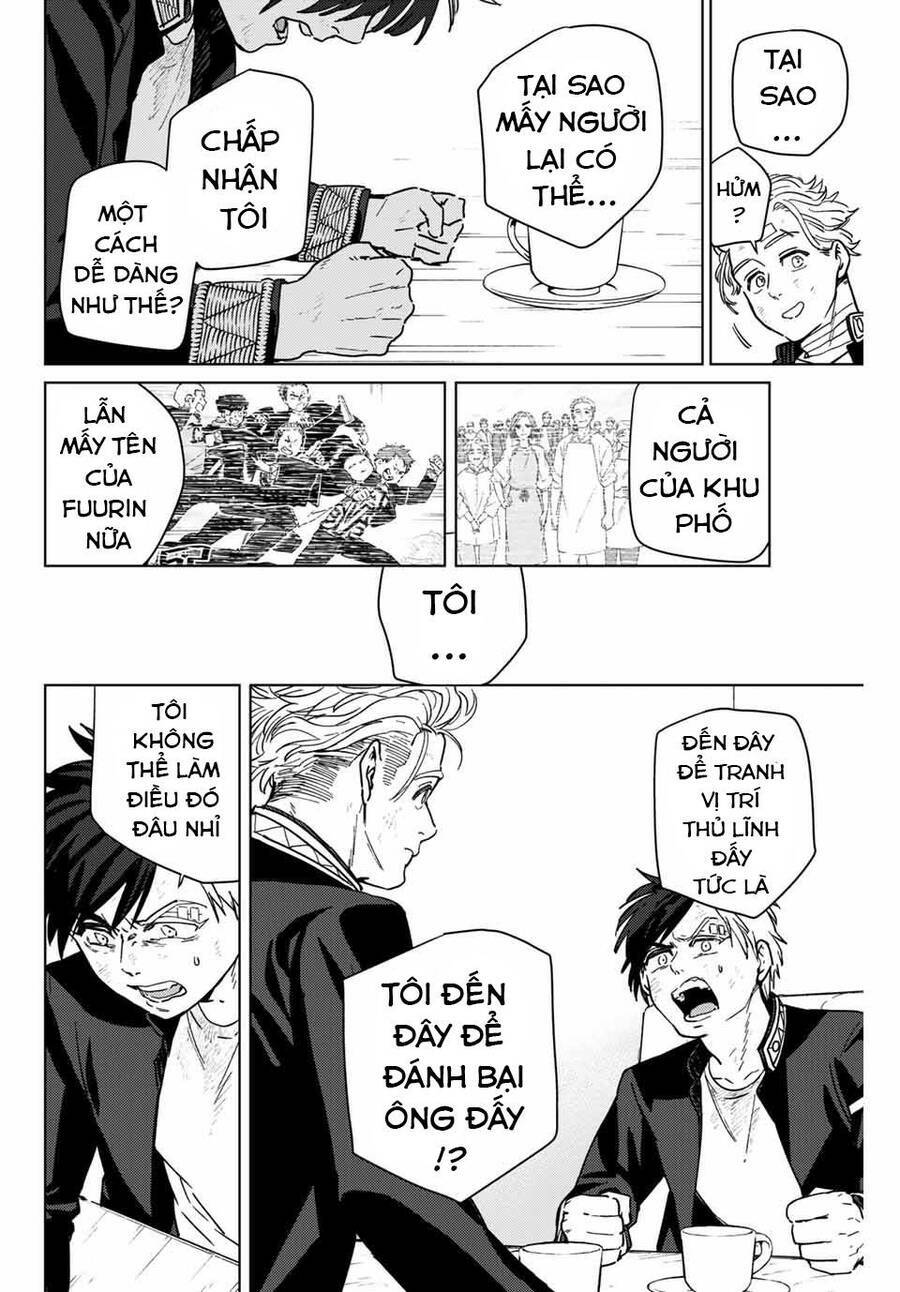 TẠI
SAO
...
HỬM
?
TẠI SAO
MẤY NGƯỜI
LẠI CÓ
THỂ...
CHẤP
NHẬN
TÔI
MỘT
CÁCH
DỄ DÀNG
NHƯ THẾ?
CẢ
NGƯỜI
CỦA KHU
PHỐ
LẪN
MẤY TÊN
CỦA
FUURIN
NỮA
TÔI
...
ĐẾN ĐÂY
ĐỂ TRANH
VỊ TRÍ
THỦ LĨNH
ĐẤY
TỨC LÀ
TÔI ĐẾN
ĐÂY ĐỂ
ĐÁNH BẠI
ÔNG ĐẤY
!?
TÔI
KHÔNG
THỂ LÀM
ĐIỀU ĐÓ
ĐÂU NHỈ